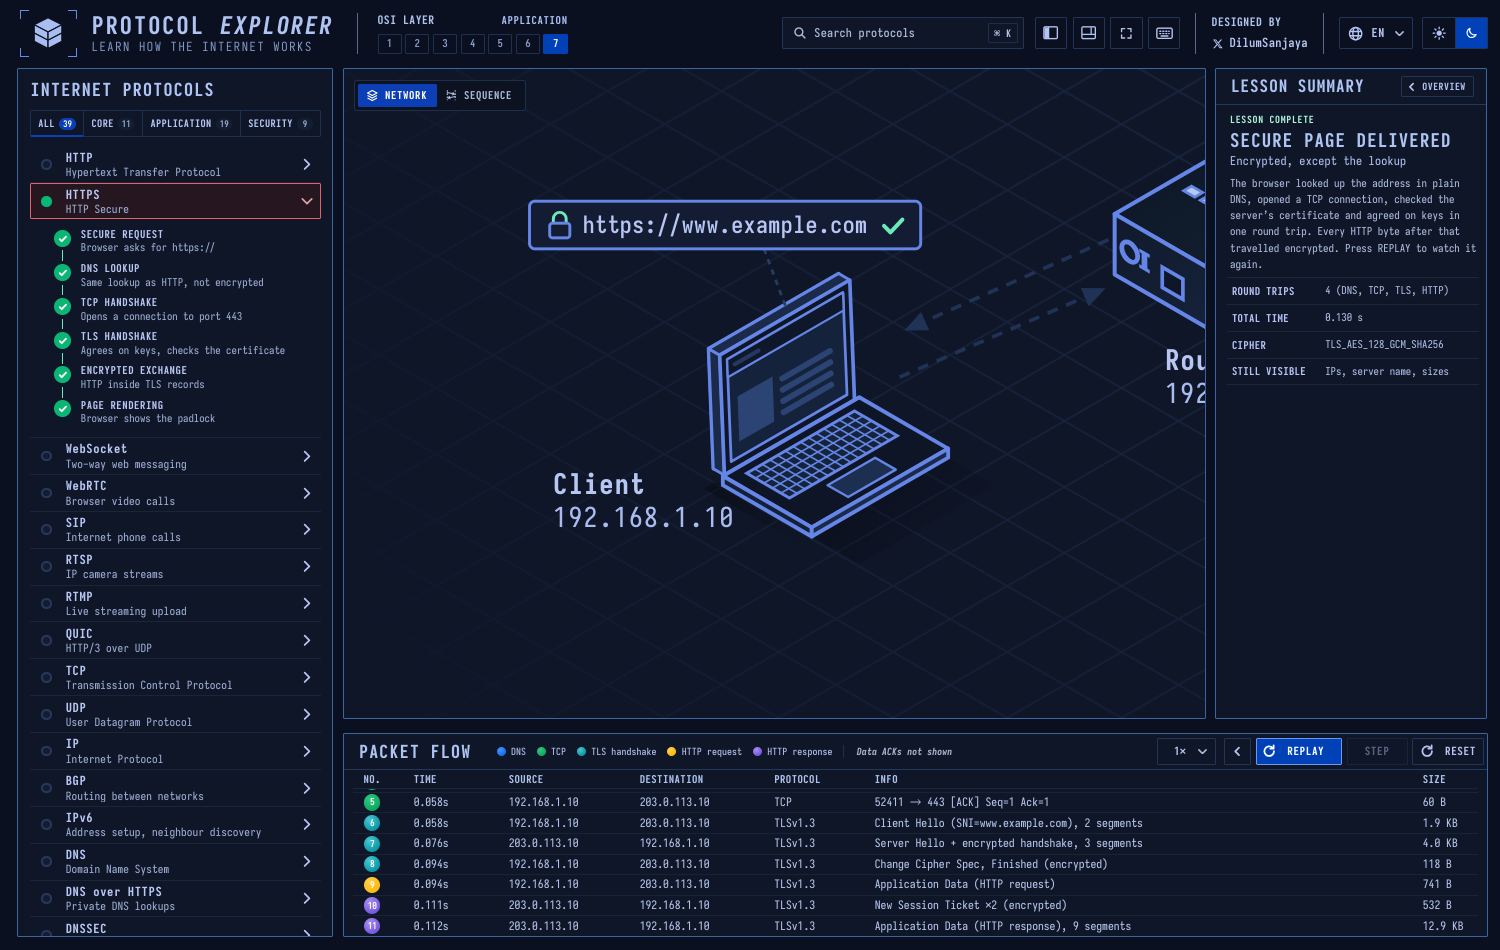 PROTOCOL EXPLORER
LEARN HOW THE INTERNET WORKS
OSI LAYER APPLICATION
1 2 3 4 5 6 7
Search protocols ⌘ K
DESIGNED BY
DilumSanjaya
EN
INTERNET PROTOCOLS
ALL 39 CORE 11 APPLICATION 19 SECURITY 9
HTTP
Hypertext Transfer Protocol
HTTPS
HTTP Secure
SECURE REQUEST
Browser asks for https://
DNS LOOKUP
Same lookup as HTTP, not encrypted
TCP HANDSHAKE
Opens a connection to port 443
TLS HANDSHAKE
Agrees on keys, checks the certificate
ENCRYPTED EXCHANGE
HTTP inside TLS records
PAGE RENDERING
Browser shows the padlock
WebSocket
Two-way web messaging
WebRTC
Browser video calls
SIP
Internet phone calls
RTSP
IP camera streams
RTMP
Live streaming upload
QUIC
HTTP/3 over UDP
TCP
Transmission Control Protocol
UDP
User Datagram Protocol
IP
Internet Protocol
BGP
Routing between networks
IPv6
Address setup, neighbour discovery
DNS
Domain Name System
DNS over HTTPS
Private DNS lookups
DNSSEC
NETWORK SEQUENCE
https://www.example.com
Client
192.168.1.10
Rou
192
LESSON SUMMARY OVERVIEW
LESSON COMPLETE
SECURE PAGE DELIVERED
Encrypted, except the lookup
The browser looked up the address in plain
DNS, opened a TCP connection, checked the
server's certificate and agreed on keys in
one round trip. Every HTTP byte after that
travelled encrypted. Press REPLAY to watch it
again.
ROUND TRIPS 4 (DNS, TCP, TLS, HTTP)
TOTAL TIME 0.130 s
CIPHER TLS_AES_128_GCM_SHA256
STILL VISIBLE IPs, server name, sizes
PACKET FLOW DNS TCP TLS handshake HTTP request HTTP response Data ACKs not shown 1× REPLAY STEP RESET
NO. TIME SOURCE DESTINATION PROTOCOL INFO SIZE
5 0.058s 192.168.1.10 203.0.113.10 TCP 52411 → 443 [ACK] Seq=1 Ack=1 60 B
6 0.058s 192.168.1.10 203.0.113.10 TLSv1.3 Client Hello (SNI=www.example.com), 2 segments 1.9 KB
7 0.076s 203.0.113.10 192.168.1.10 TLSv1.3 Server Hello + encrypted handshake, 3 segments 4.0 KB
8 0.094s 192.168.1.10 203.0.113.10 TLSv1.3 Change Cipher Spec, Finished (encrypted) 118 B
9 0.094s 192.168.1.10 203.0.113.10 TLSv1.3 Application Data (HTTP request) 741 B
10 0.111s 203.0.113.10 192.168.1.10 TLSv1.3 New Session Ticket ×2 (encrypted) 532 B
11 0.112s 203.0.113.10 192.168.1.10 TLSv1.3 Application Data (HTTP response), 9 segments 12.9 KB